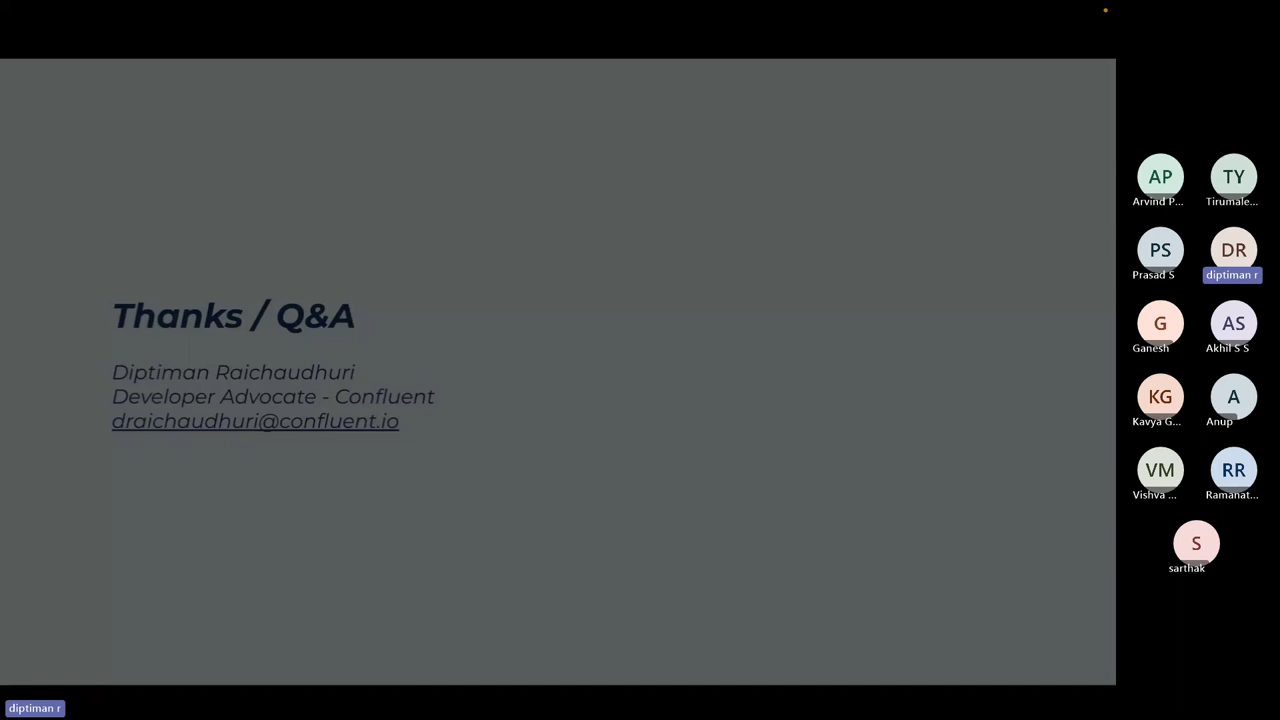 Thanks / Q&A
Diptiman Raichaudhuri
Developer Advocate - Confluent
draichaudhuri@confluent.io
AP
Arvind P...
TY
Tirumale...
PS
Prasad S
DR
diptiman r
G
Ganesh
AS
Akhil S S
KG
Kavya G...
A
Anup
VM
Vishva ...
RR
Ramanat...
S
sarthak
diptiman r